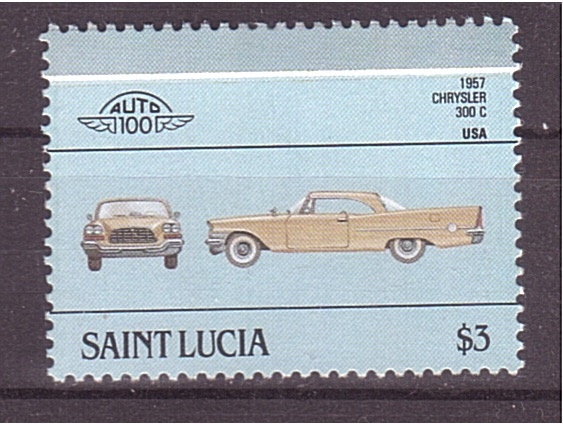 AUTO
100
1957
CHRYSLER
300 C
USA
SAINT LUCIA
$3